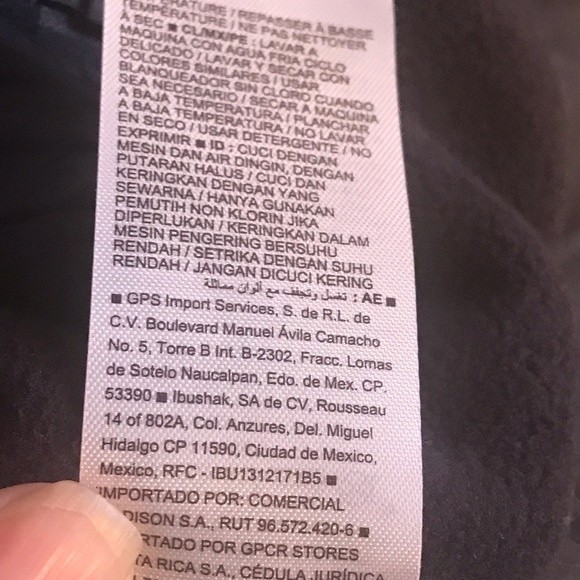 TEMPERATURE / REPASSER À BASSE
TEMPÉRATURE / NE PAS NETTOYER
À SEC ■ CL/MX/PE : LAVAR A
MAQUINA CON AGUA FRIA CICLO
DELICADO / LAVAR Y SECAR CON
COLORES SIMILARES / USAR
BLANQUEADOR SIN CLORO CUANDO
SEA NECESARIO / SECAR A MAQUINA
A BAJA TEMPERATURA / PLANCHAR
A BAJA TEMPERATURA / NO LAVAR
EN SECO / USAR DETERGENTE / NO
EXPRIMIR ■ ID : CUCI DENGAN
MESIN DAN AIR DINGIN, DENGAN
PUTARAN HALUS / CUCI DAN
KERINGKAN DENGAN YANG
SEWARNA / HANYA GUNAKAN
PEMUTIH NON KLORIN JIKA
DIPERLUKAN / KERINGKAN DALAM
MESIN PENGERING BERSUHU
RENDAH / SETRIKA DENGAN SUHU
RENDAH / JANGAN DICUCI KERING
■ AE : تغسل وتجفف مع ألوان مماثلة
■ GPS Import Services, S. de R.L. de
C.V. Boulevard Manuel Ávila Camacho
No. 5, Torre B Int. B-2302, Fracc. Lomas
de Sotelo Naucalpan, Edo. de Mex. CP.
53390 ■ Ibushak, SA de CV, Rousseau
14 of 802A, Col. Anzures, Del. Miguel
Hidalgo CP 11590, Ciudad de Mexico,
Mexico, RFC - IBU1312171B5 ■
IMPORTADO POR: COMERCIAL
DISON S.A., RUT 96.572.420-6 ■
RTADO POR GPCR STORES
TA RICA S.A., CÉDULA JURÍDICA